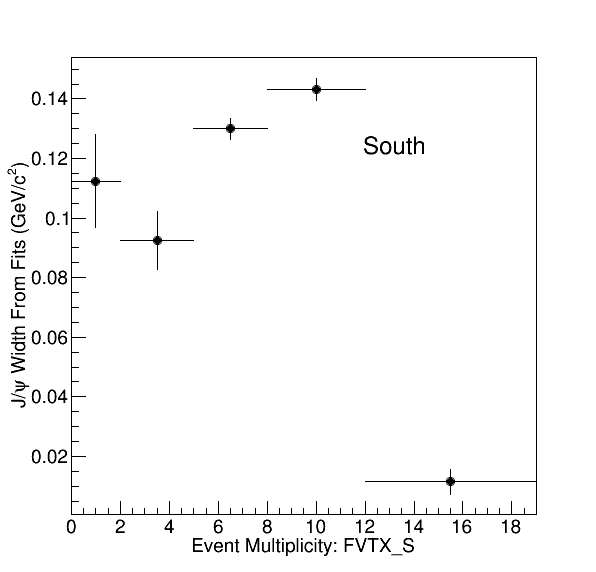 0.14
0.12
0.1
0.08
0.06
0.04
0.02
J/ψ Width From Fits (GeV/c²)
South
0 2 4 6 8 10 12 14 16 18
Event Multiplicity: FVTX_S